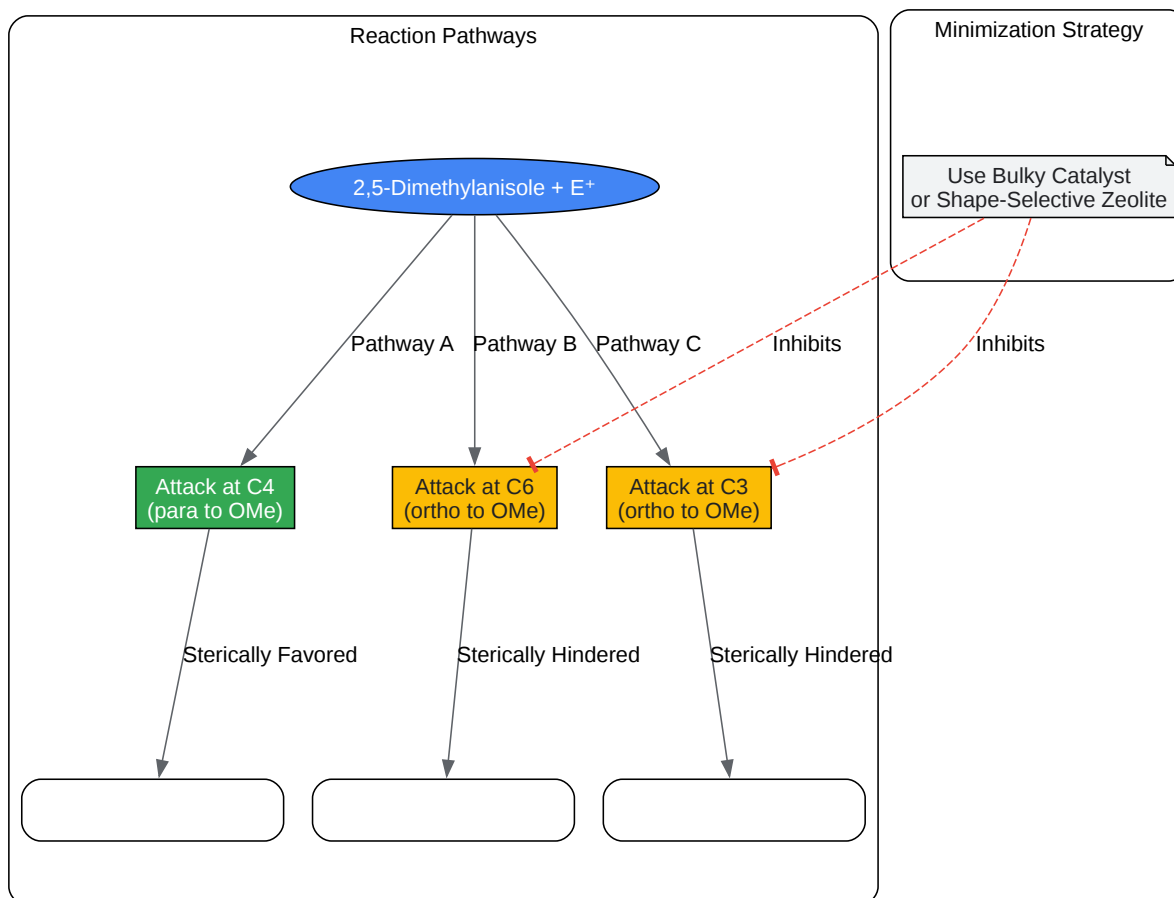 Reaction Pathways
Minimization Strategy
Use Bulky Catalyst
or Shape-Selective Zeolite
2,5-Dimethylanisole + E⁺
Pathway A
Pathway B
Pathway C
Inhibits
Inhibits
Attack at C4
(para to OMe)
Attack at C6
(ortho to OMe)
Attack at C3
(ortho to OMe)
Sterically Favored
Sterically Hindered
Sterically Hindered